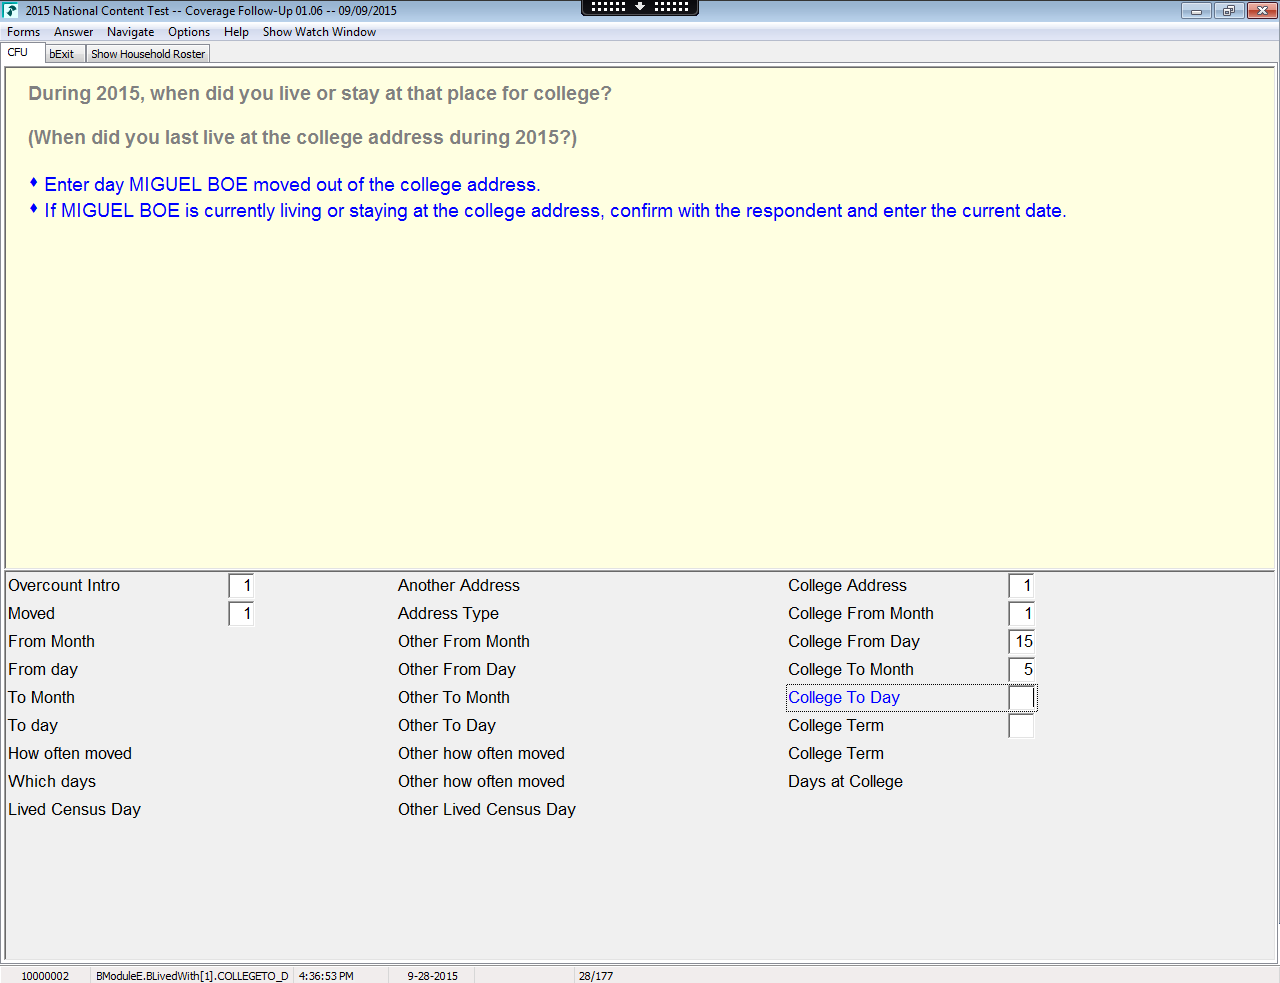 2015 National Content Test -- Coverage Follow-Up 01.06 -- 09/09/2015
Forms Answer Navigate Options Help Show Watch Window
CFU bExit Show Household Roster
During 2015, when did you live or stay at that place for college?
(When did you last live at the college address during 2015?)
♦ Enter day MIGUEL BOE moved out of the college address.
♦ If MIGUEL BOE is currently living or staying at the college address, confirm with the respondent and enter the current date.
Overcount Intro 1 Another Address College Address 1
Moved 1 Address Type College From Month 1
From Month Other From Month College From Day 15
From day Other From Day College To Month 5
To Month Other To Month College To Day
To day Other To Day College Term
How often moved Other how often moved College Term
Which days Other how often moved Days at College
Lived Census Day Other Lived Census Day
10000002 BModuleE.BLivedWith[1].COLLEGETO_D 4:36:53 PM 9-28-2015 28/177